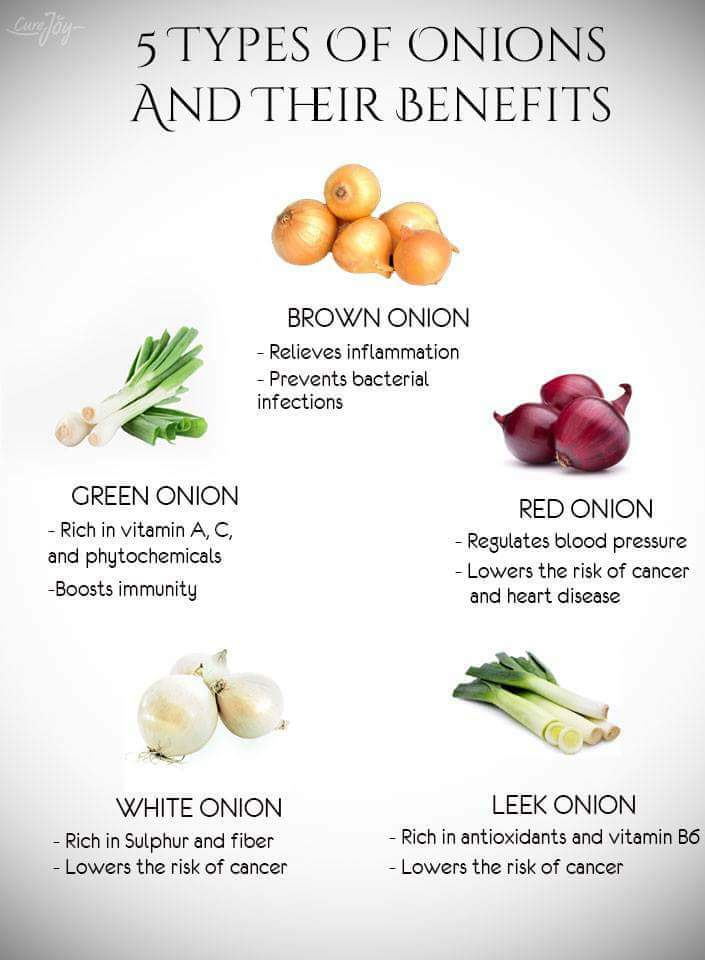 CureJoy
5 TYPES OF ONIONS
AND THEIR BENEFITS
BROWN ONION
- Relieves inflammation
- Prevents bacterial
infections
GREEN ONION
- Rich in vitamin A, C,
and phytochemicals
-Boosts immunity
RED ONION
- Regulates blood pressure
- Lowers the risk of cancer
and heart disease
WHITE ONION
- Rich in Sulphur and fiber
- Lowers the risk of cancer
LEEK ONION
- Rich in antioxidants and vitamin B6
- Lowers the risk of cancer